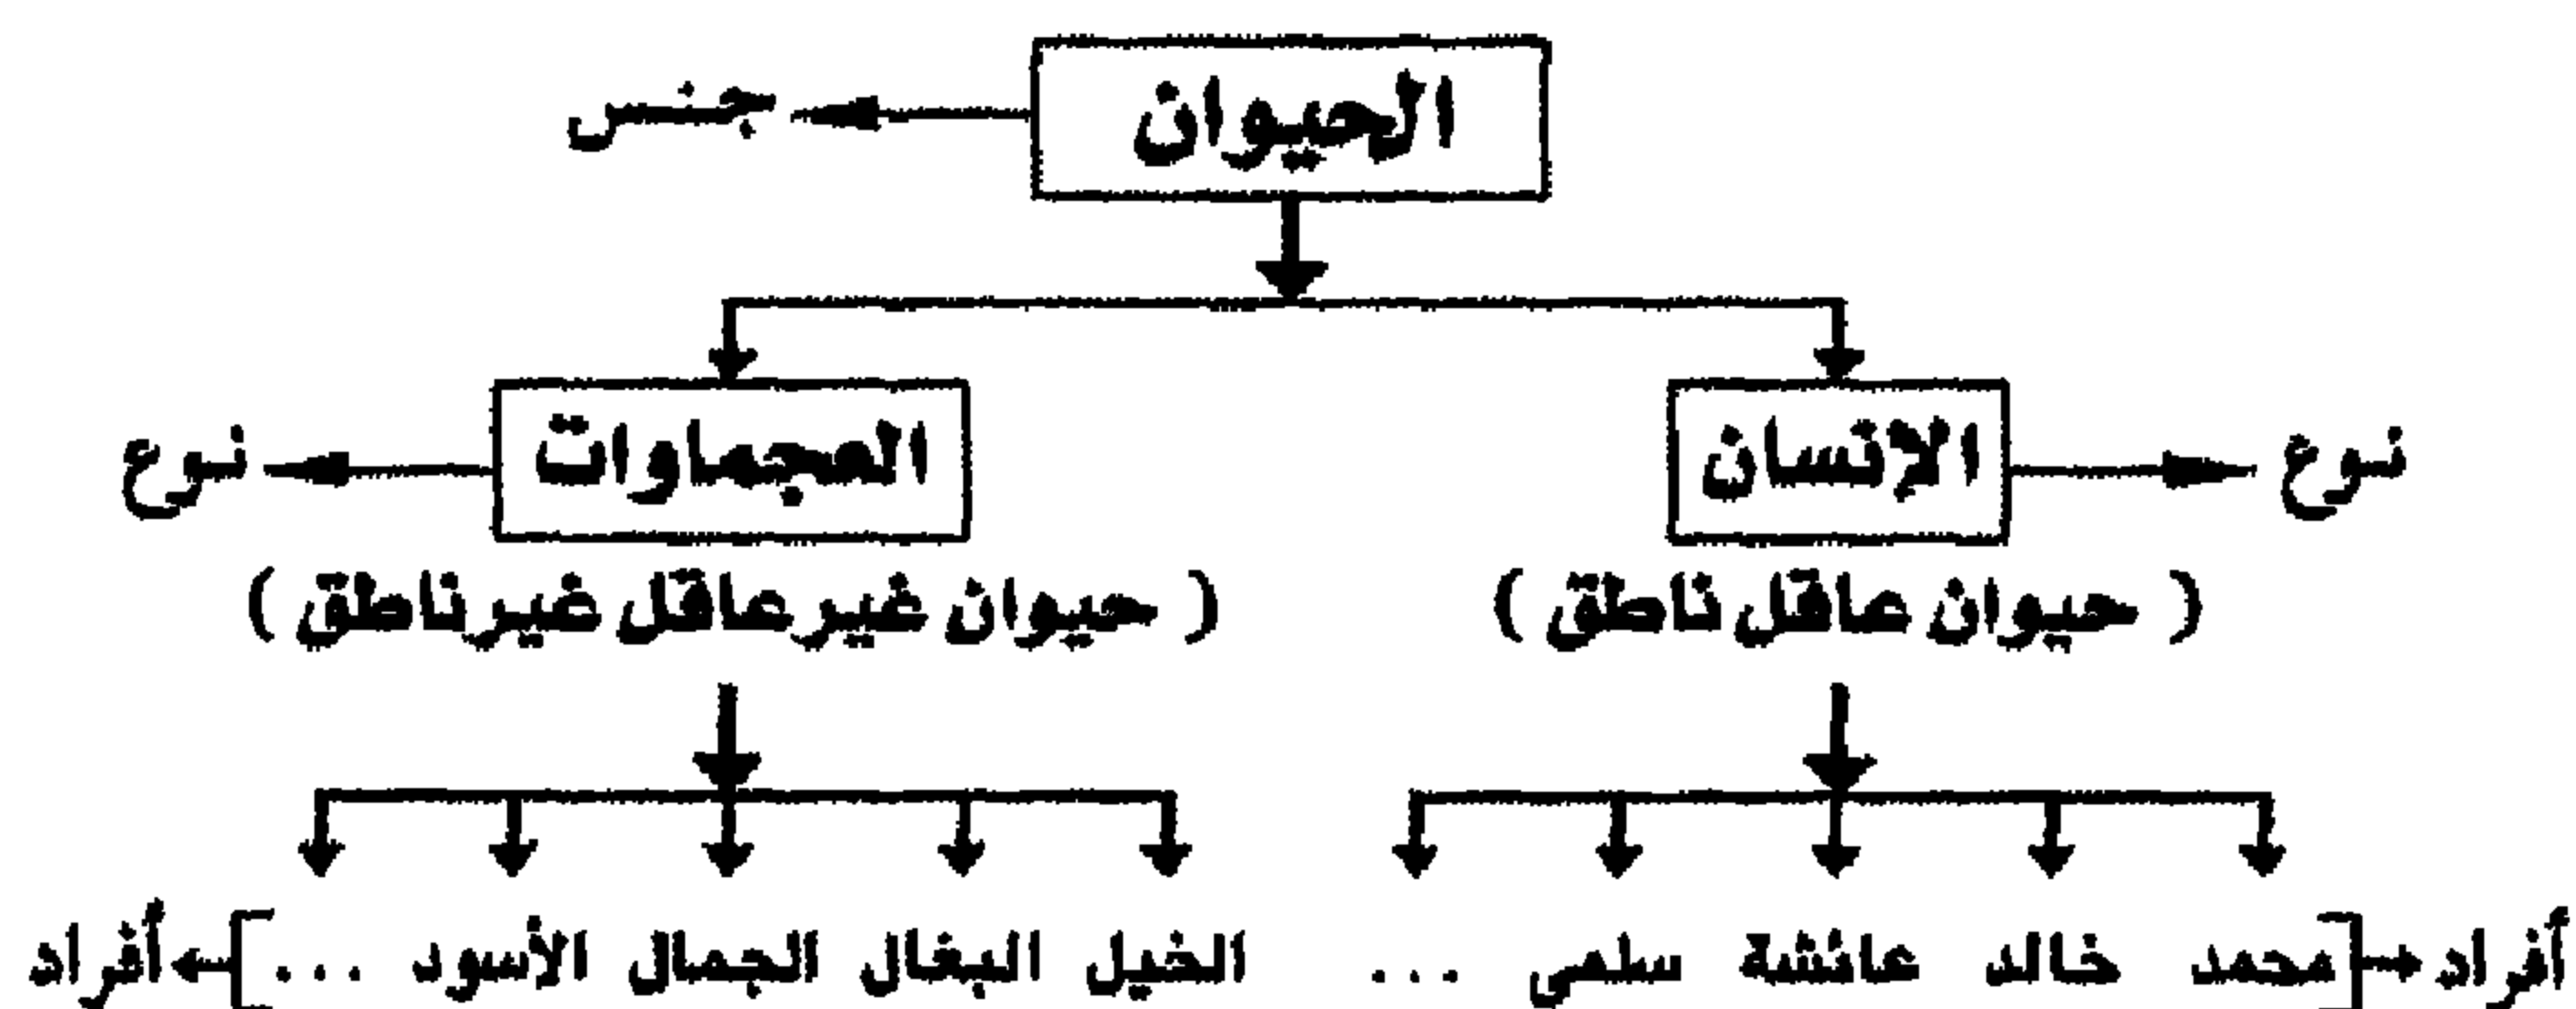 الحيوان جنس
نوع الإنسان العجماوات نوع
( حيوان عاقل ناطق ) ( حيوان غير عاقل غير ناطق )
أفراد محمد خالد عائشة سلمى ... الخيل البغال الجمال الأسود ... أفراد